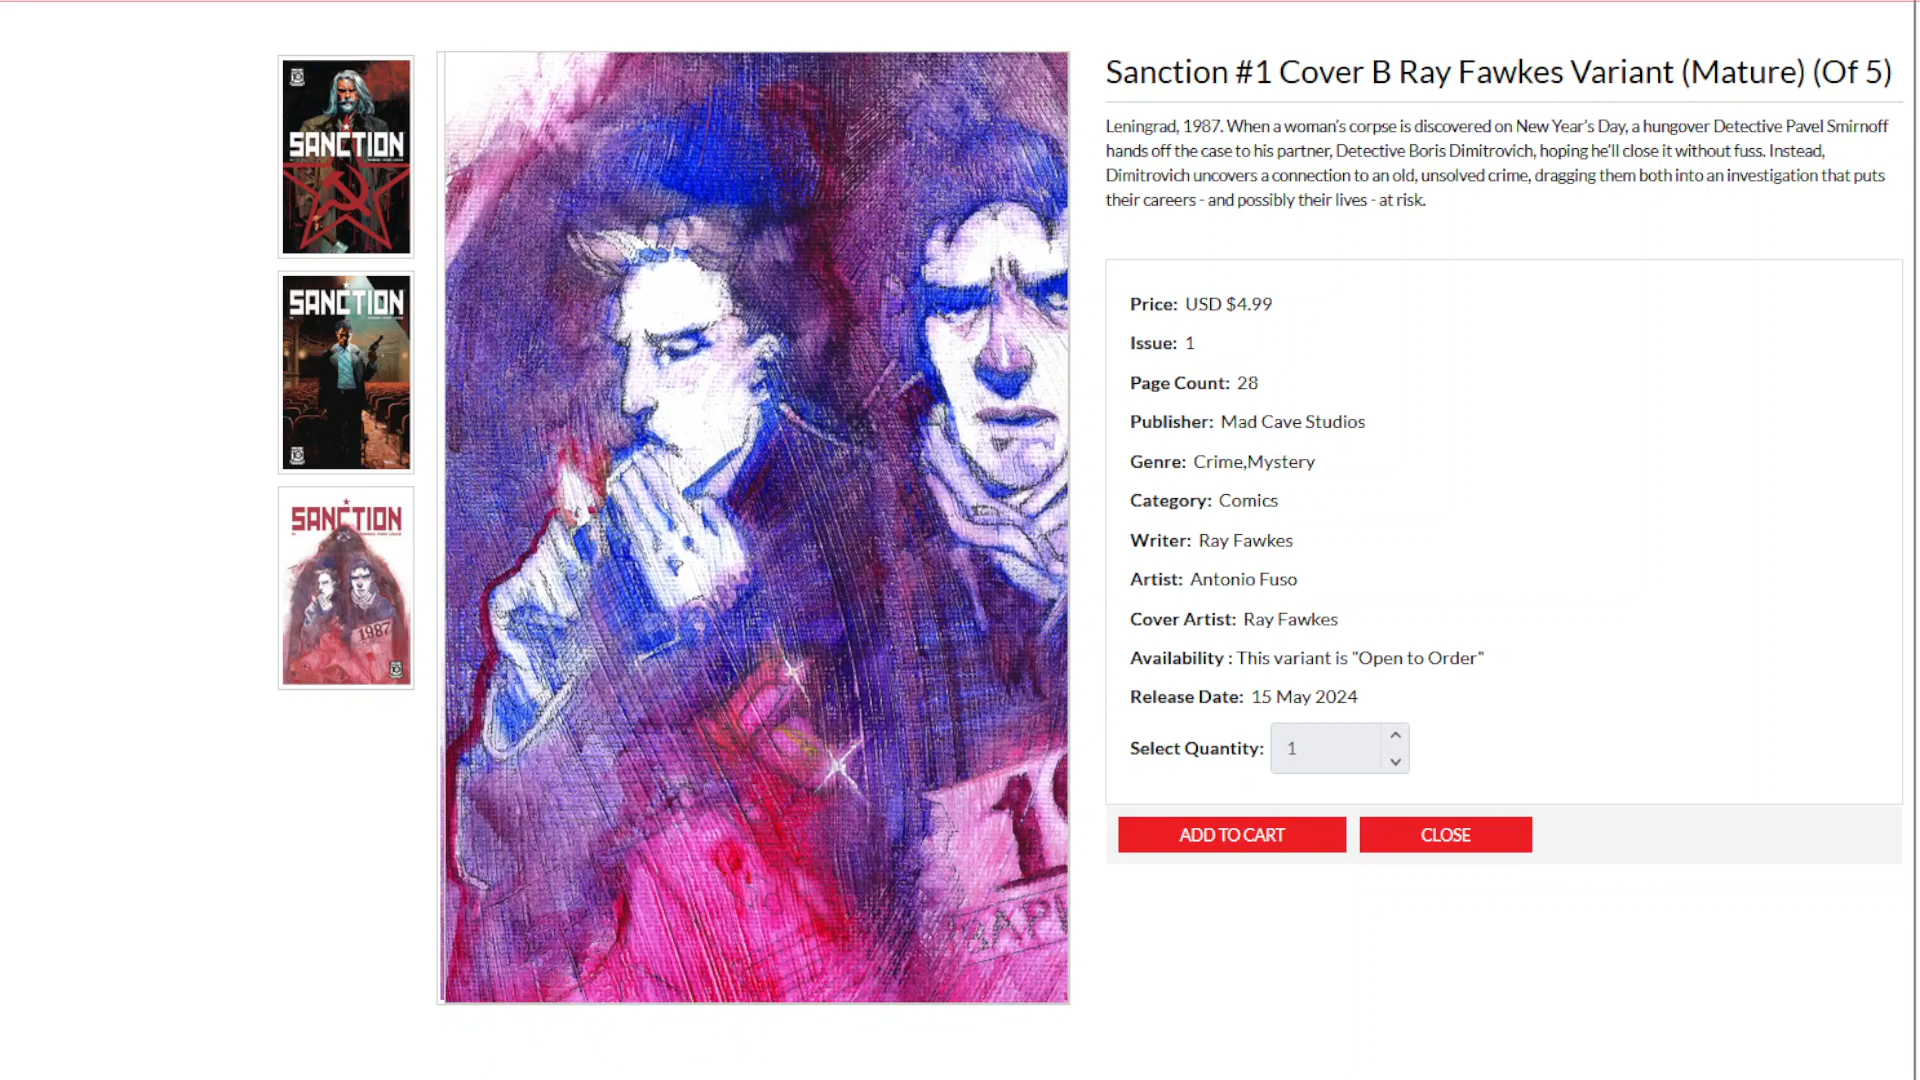 SANCTION
SANCTION
SANCTION
1987
Sanction #1 Cover B Ray Fawkes Variant (Mature) (Of 5)
Leningrad, 1987. When a woman's corpse is discovered on New Year's Day, a hungover Detective Pavel Smirnoff
hands off the case to his partner, Detective Boris Dimitrovich, hoping he'll close it without fuss. Instead,
Dimitrovich uncovers a connection to an old, unsolved crime, dragging them both into an investigation that puts
their careers - and possibly their lives - at risk.
Price: USD $4.99
Issue: 1
Page Count: 28
Publisher: Mad Cave Studios
Genre: Crime,Mystery
Category: Comics
Writer: Ray Fawkes
Artist: Antonio Fuso
Cover Artist: Ray Fawkes
Availability : This variant is "Open to Order"
Release Date: 15 May 2024
Select Quantity: 1
ADD TO CART
CLOSE